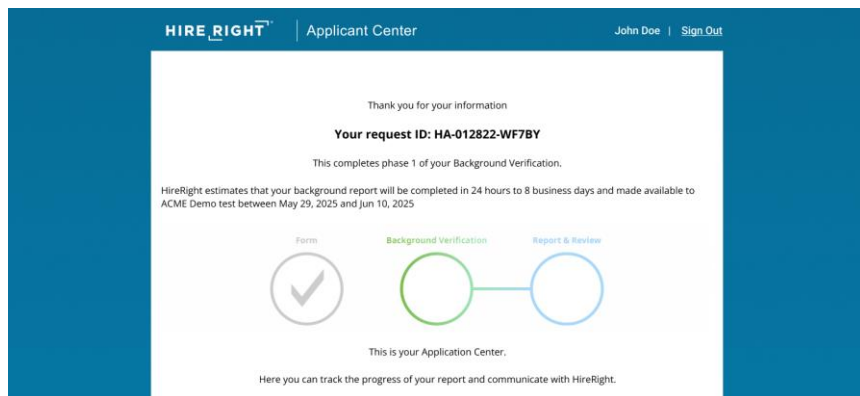 HIRE RIGHT Applicant Center John Doe | Sign Out
Thank you for your information
Your request ID: HA-012822-WF7BY
This completes phase 1 of your Background Verification.
HireRight estimates that your background report will be completed in 24 hours to 8 business days and made available to
ACME Demo test between May 29, 2025 and Jun 10, 2025
Form Background Verification Report & Review
This is your Application Center.
Here you can track the progress of your report and communicate with HireRight.